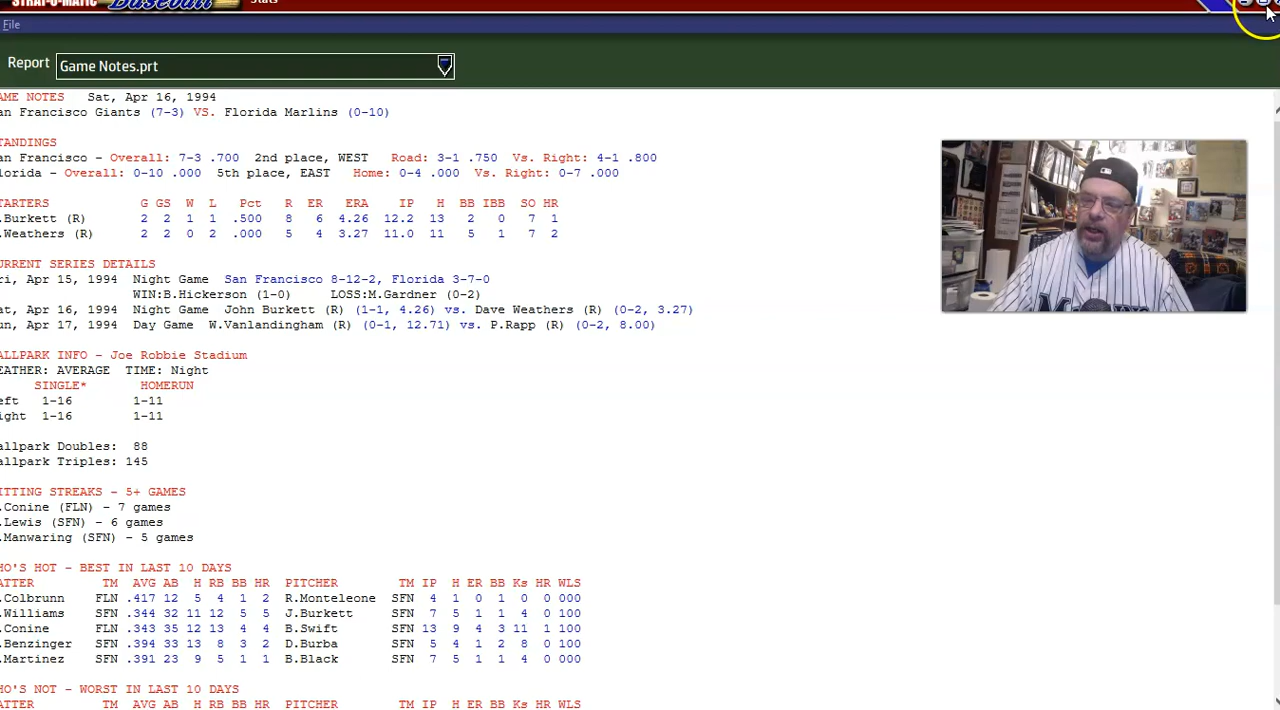 STRAT-O-MATIC Baseball Stats
File
Report Game Notes.prt
AME NOTES Sat, Apr 16, 1994
an Francisco Giants (7-3) VS. Florida Marlins (0-10)
TANDINGS
an Francisco - Overall: 7-3 .700 2nd place, WEST Road: 3-1 .750 Vs. Right: 4-1 .800
lorida - Overall: 0-10 .000 5th place, EAST Home: 0-4 .000 Vs. Right: 0-7 .000
TARTERS G GS W L Pct R ER ERA IP H BB IBB SO HR
.Burkett (R) 2 2 1 1 .500 8 6 4.26 12.2 13 2 0 7 1
.Weathers (R) 2 2 0 2 .000 5 4 3.27 11.0 11 5 1 7 2
URRENT SERIES DETAILS
ri, Apr 15, 1994 Night Game San Francisco 8-12-2, Florida 3-7-0
WIN:B.Hickerson (1-0) LOSS:M.Gardner (0-2)
at, Apr 16, 1994 Night Game John Burkett (R) (1-1, 4.26) vs. Dave Weathers (R) (0-2, 3.27)
un, Apr 17, 1994 Day Game W.Vanlandingham (R) (0-1, 12.71) vs. P.Rapp (R) (0-2, 8.00)
ALLPARK INFO - Joe Robbie Stadium
EATHER: AVERAGE TIME: Night
SINGLE* HOMERUN
eft 1-16 1-11
ight 1-16 1-11
allpark Doubles: 88
allpark Triples: 145
ITTING STREAKS - 5+ GAMES
.Conine (FLN) - 7 games
.Lewis (SFN) - 6 games
.Manwaring (SFN) - 5 games
HO'S HOT - BEST IN LAST 10 DAYS
ATTER TM AVG AB H RB BB HR PITCHER TM IP H ER BB Ks HR WLS
.Colbrunn FLN .417 12 5 4 1 2 R.Monteleone SFN 4 1 0 1 0 0 000
.Williams SFN .344 32 11 12 5 5 J.Burkett SFN 7 5 1 1 4 0 100
.Conine FLN .343 35 12 13 4 4 B.Swift SFN 13 9 4 3 11 1 100
.Benzinger SFN .394 33 13 8 3 2 D.Burba SFN 5 4 1 2 8 0 100
.Martinez SFN .391 23 9 5 1 1 B.Black SFN 7 5 1 1 4 0 000
HO'S NOT - WORST IN LAST 10 DAYS
ATTER TM AVG AB H RB BB HR PITCHER TM IP H ER BB Ks HR WLS